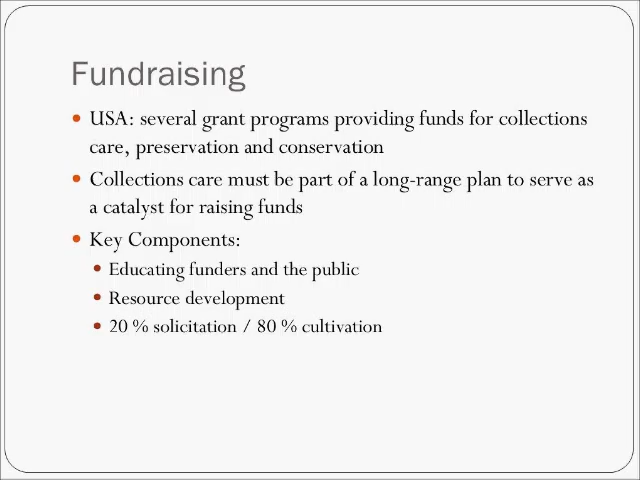 Fundraising
• USA: several grant programs providing funds for collections
care, preservation and conservation
• Collections care must be part of a long-range plan to serve as
a catalyst for raising funds
• Key Components:
• Educating funders and the public
• Resource development
• 20 % solicitation / 80 % cultivation